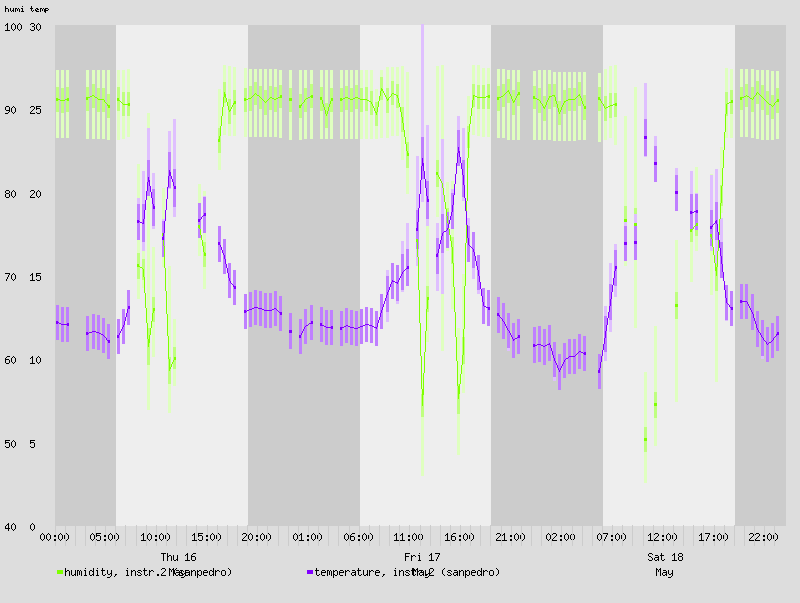 humi temp
100 30
90 25
80 20
70 15
60 10
50 5
40 0
00:00 05:00 10:00 15:00 20:00 01:00 06:00 11:00 16:00 21:00 02:00 07:00 12:00 17:00 22:00
Thu 16 Fri 17 Sat 18
May May May
humidity, instr.2 (sanpedro) temperature, instr.2 (sanpedro)